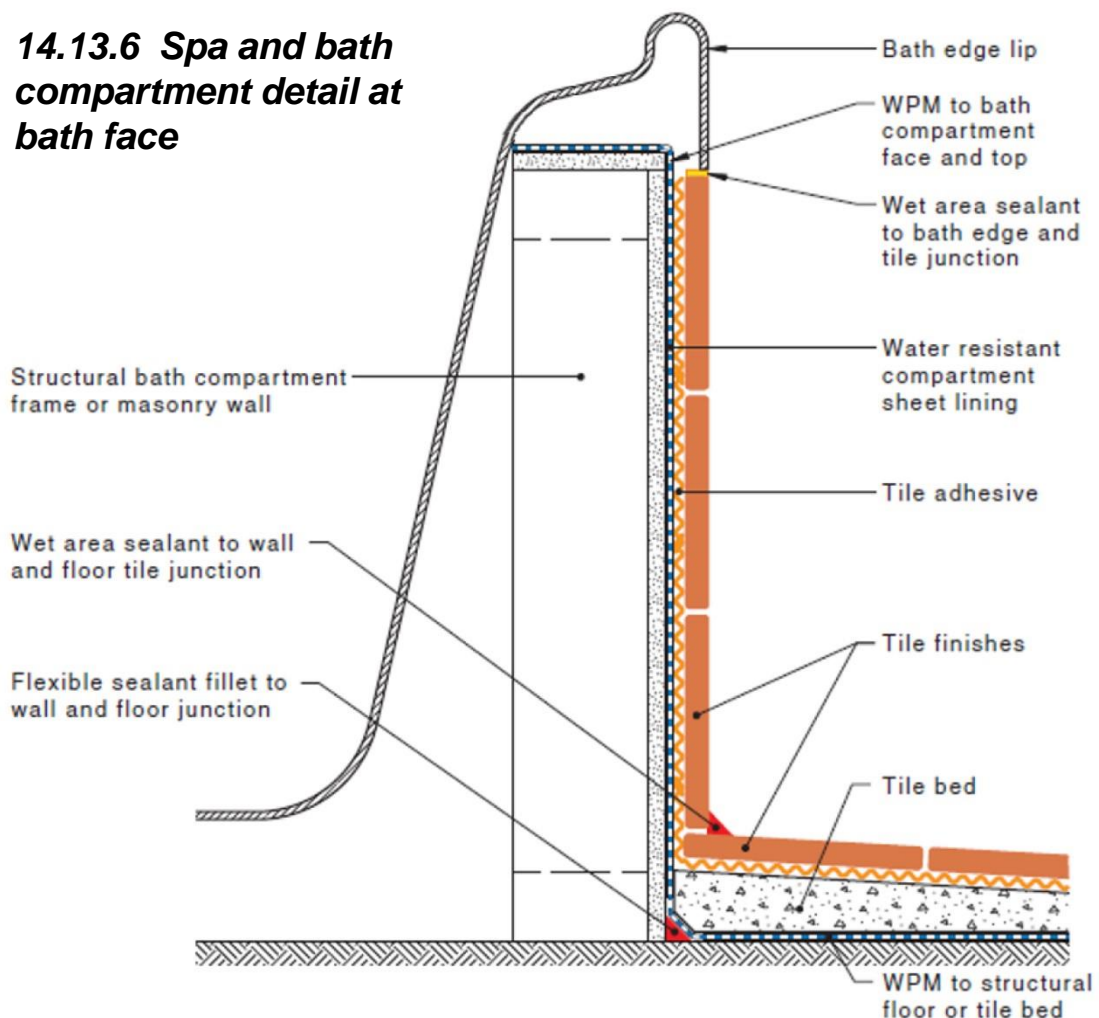 14.13.6 Spa and bath
compartment detail at
bath face
Bath edge lip
WPM to bath
compartment
face and top
Wet area sealant
to bath edge and
tile junction
Water resistant
compartment
sheet lining
Structural bath compartment
frame or masonry wall
Tile adhesive
Wet area sealant to wall
and floor tile junction
Tile finishes
Flexible sealant fillet to
wall and floor junction
Tile bed
WPM to structural
floor or tile bed